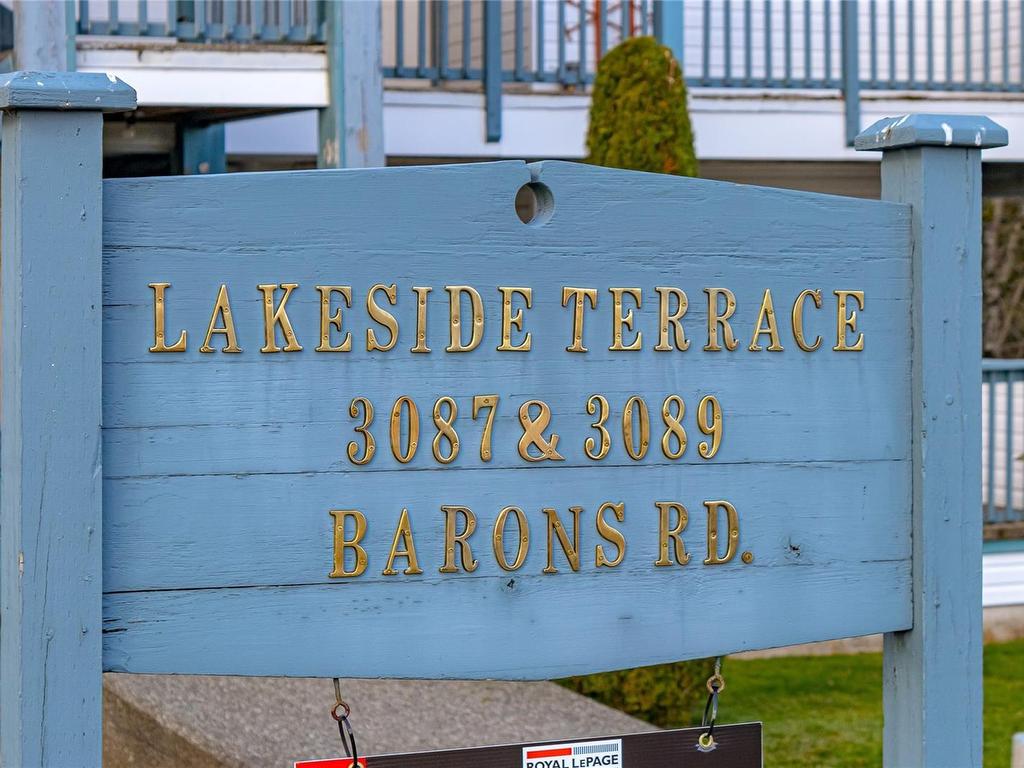 LAKESIDE TERRACE
3087 & 3089
BARONS RD.
ROYAL LEPAGE